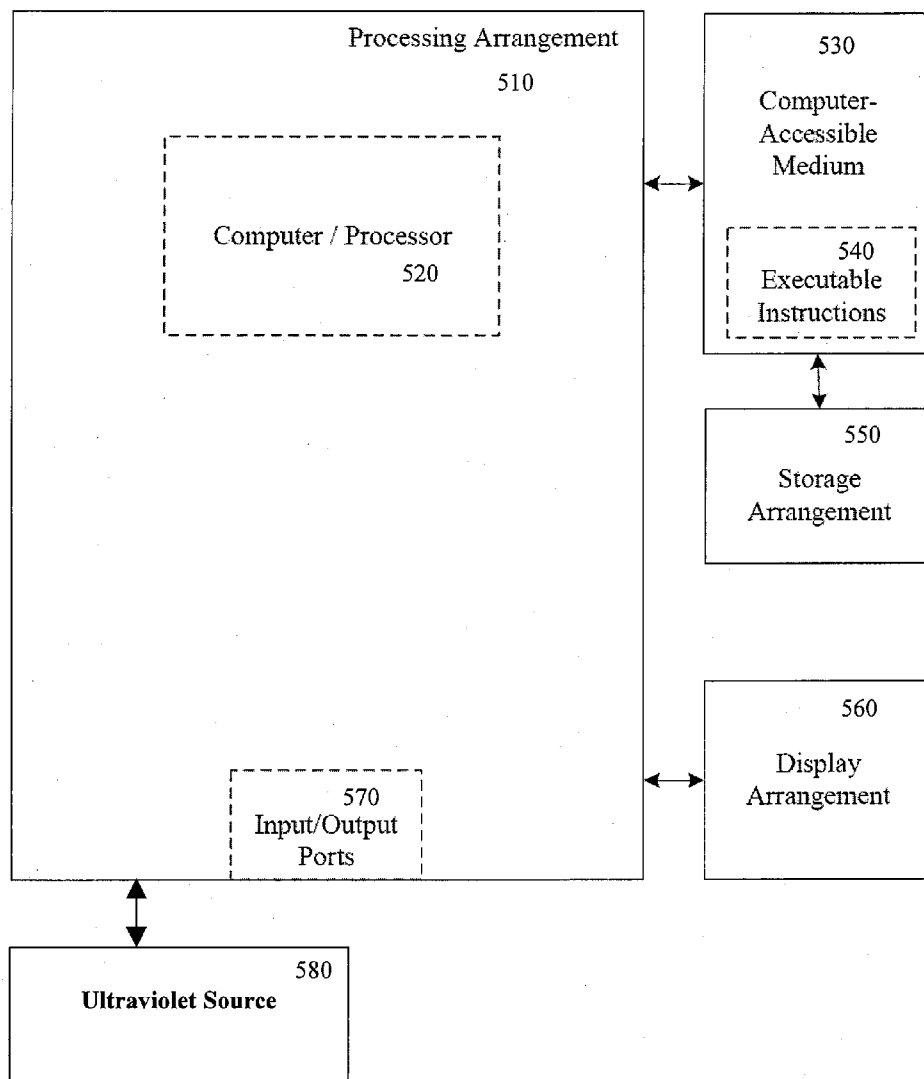 Processing Arrangement
510
Computer / Processor
520
530
Computer-
Accessible
Medium
540
Executable
Instructions
550
Storage
Arrangement
560
Display
Arrangement
570
Input/Output
Ports
580
Ultraviolet Source